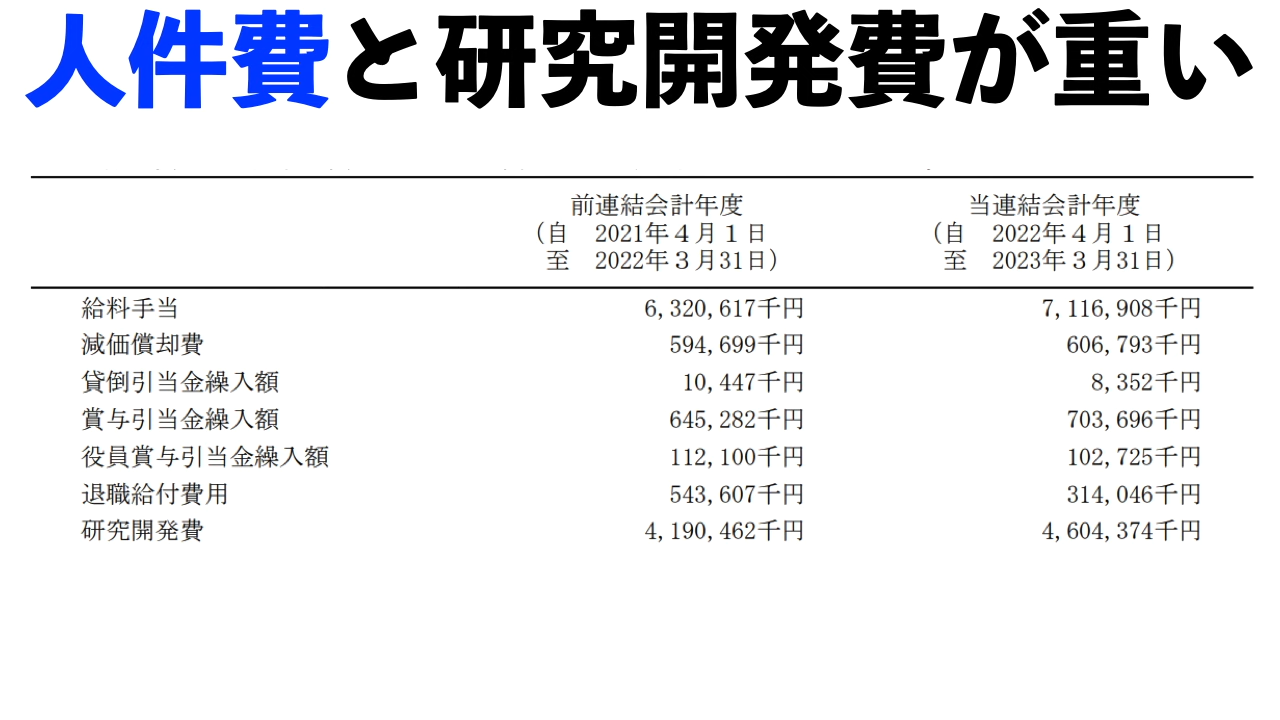 人件費と研究開発費が重い
前連結会計年度 当連結会計年度
(自 2021年4月1日 (自 2022年4月1日
至 2022年3月31日) 至 2023年3月31日)
給料手当 6,320,617千円 7,116,908千円
減価償却費 594,699千円 606,793千円
貸倒引当金繰入額 10,447千円 8,352千円
賞与引当金繰入額 645,282千円 703,696千円
役員賞与引当金繰入額 112,100千円 102,725千円
退職給付費用 543,607千円 314,046千円
研究開発費 4,190,462千円 4,604,374千円